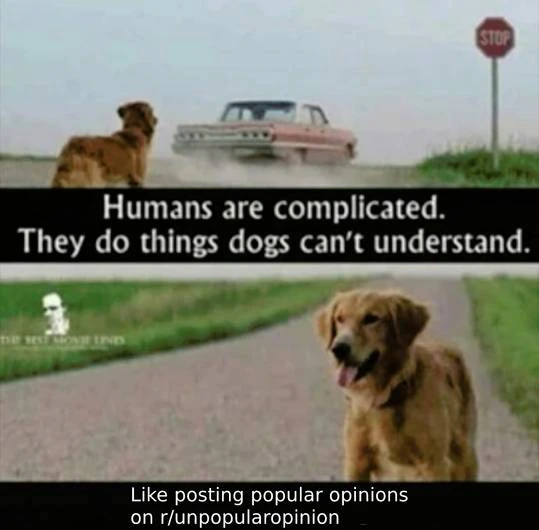 STOP
Humans are complicated.
They do things dogs can't understand.
THE BEST MOVIE LINES
Like posting popular opinions
on r/unpopularopinion